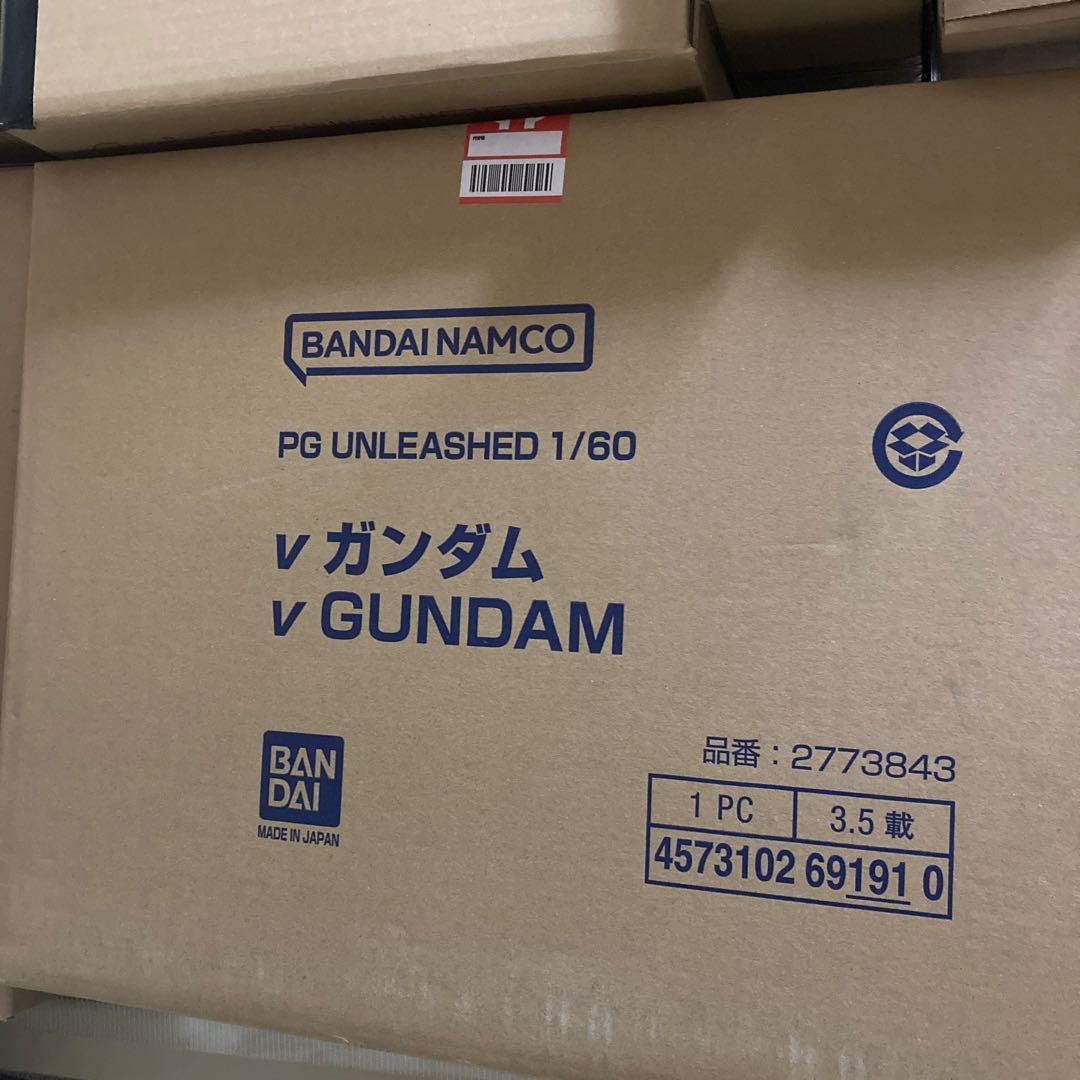 BANDAI NAMCO
PG UNLEASHED 1/60
ν ガンダム
ν GUNDAM
BAN
DAI
MADE IN JAPAN
品番：2773843
1 PC
3.5 載
4573102 69191 0